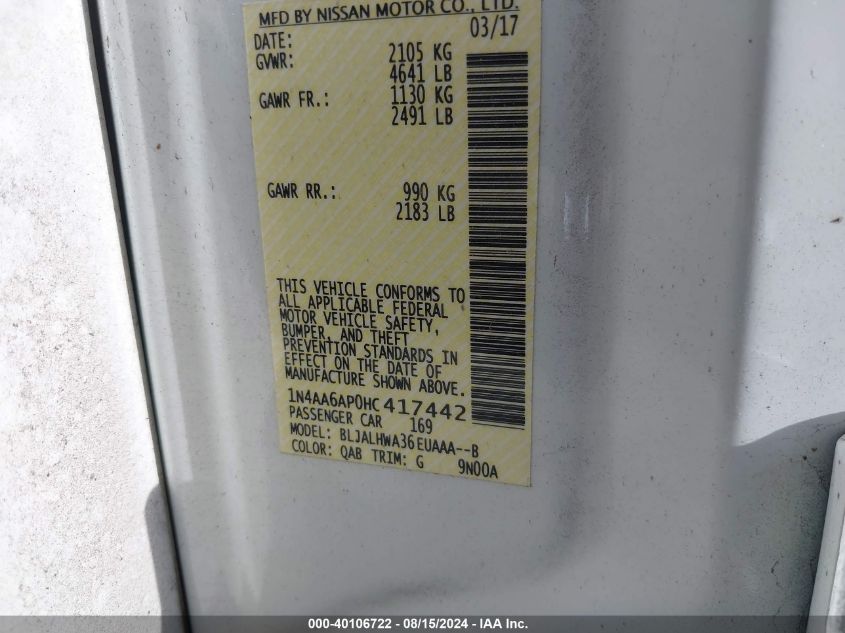 MFD BY NISSAN MOTOR CO., LTD.
DATE: 03/17
GVWR: 2105 KG
4641 LB
GAWR FR.: 1130 KG
2491 LB
GAWR RR.: 990 KG
2183 LB
THIS VEHICLE CONFORMS TO
ALL APPLICABLE FEDERAL
MOTOR VEHICLE SAFETY,
BUMPER, AND THEFT
PREVENTION STANDARDS IN
EFFECT ON THE DATE OF
MANUFACTURE SHOWN ABOVE.
1N4AA6AP0HC417442
PASSENGER CAR 169
MODEL: BLJALHWA36EUAAA--B
COLOR: QAB TRIM: G 9N00A
000-40106722 - 08/15/2024 - IAA Inc.